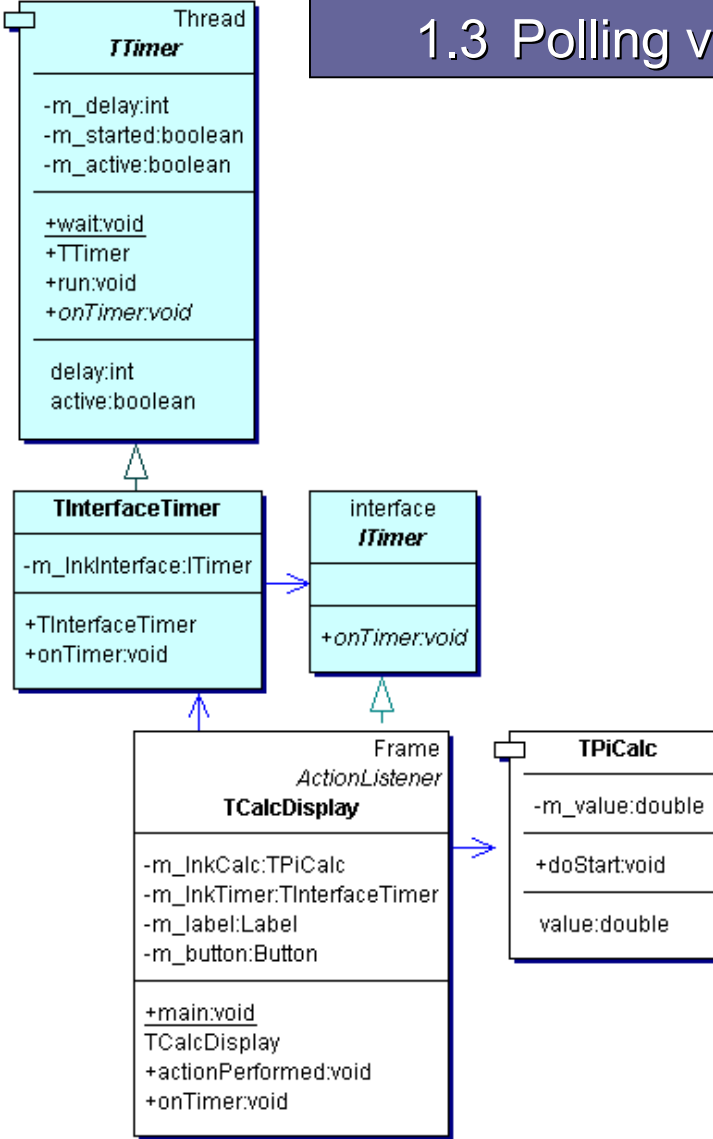 1.3 Polling v
Thread
TTimer
-m_delay:int
-m_started:boolean
-m_active:boolean
+wait:void
+TTimer
+run:void
+onTimer:void
delay:int
active:boolean
TInterfaceTimer
-m_lnkInterface:ITimer
+TInterfaceTimer
+onTimer:void
interface
ITimer
+onTimer:void
Frame
ActionListener
TCalcDisplay
-m_lnkCalc:TPiCalc
-m_lnkTimer:TInterfaceTimer
-m_label:Label
-m_button:Button
+main:void
TCalcDisplay
+actionPerformed:void
+onTimer:void
TPiCalc
-m_value:double
+doStart:void
value:double